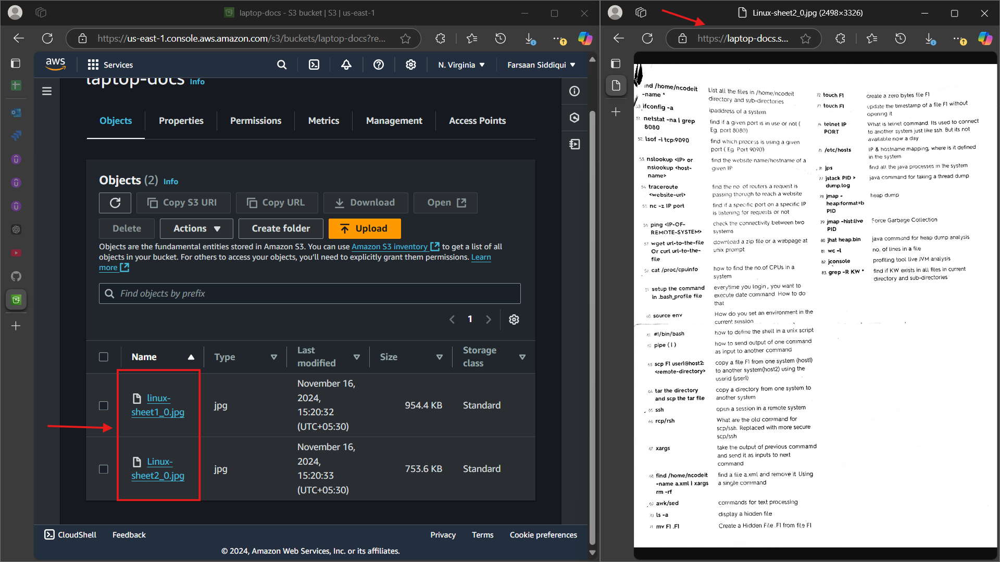 laptop-docs - S3 bucket | S3 | us-east-1
https://us-east-1.console.aws.amazon.com/s3/buckets/laptop-docs?re...
aws
Services
N. Virginia
Farsaan Siddiqui
laptop-docs Info
Objects
Properties
Permissions
Metrics
Management
Access Points
Objects (2) Info
Copy S3 URI
Copy URL
Download
Open
Delete
Actions
Create folder
Upload
Objects are the fundamental entities stored in Amazon S3. You can use Amazon S3 inventory to get a list of all
objects in your bucket. For others to access your objects, you'll need to explicitly grant them permissions. Learn
more
Find objects by prefix
1
Name
Type
Last
modified
Size
Storage
class
linux-
sheet1_0.jpg
jpg
November 16,
2024,
15:20:32
(UTC+05:30)
954.4 KB
Standard
Linux-
sheet2_0.jpg
jpg
November 16,
2024,
15:20:33
(UTC+05:30)
753.6 KB
Standard
CloudShell
Feedback
Privacy
Terms
Cookie preferences
© 2024, Amazon Web Services, Inc. or its affiliates.
Linux-sheet2_0.jpg (2498×3326)
https://laptop-docs.s...
nd /home/ncodeit
-name *
List all the files in /home/ncodeit
directory and sub-directories
50. ifconfig -a
ipaddress of a system
51. netstat -na | grep
8080
find if a given port is in use or not (
Eg. port 8080)
52. lsof -i tcp:9090
find which process is using a given
port ( Eg. Port 9090)
53. nslookup <IP> or
nslookup <host-
name>
find the website name/hostname of a
given IP
54. traceroute
<website-url>
find the no. of routers a request is
passing thorugh to reach a website
55. nc -z IP port
find if a specific port on a specific IP
is listening for requests or not
56. ping <IP-OF-
REMOTE-SYSTEM>
check the connectivity between two
systems
57. wget url-to-the-file
Or curl url-to-the-
file
download a zip file or a webpage at
unix prompt
58. cat /proc/cpuinfo
how to find the no.of CPUs in a
system
59. setup the command
in .bash_profile file
everytime you login , you want to
execute date command. How to do
that
60. source env
How do you set an environment in the
current session
61. #!/bin/bash
how to define the shell in a unix script
62. pipe ( | )
how to send output of one command
as input to another command
63. scp F1 user1@host2:
<remote-directory>
copy a file F1 from one system (host1)
to another system(host2) using the
userid (user1)
64. tar the directory
and scp the tar file
copy a directory from one system to
another system
65. ssh
open a session in a remote system
66. rcp/rsh
What are the old command for
scp/ssh. Replaced with more secure
scp/ssh
67. xargs
take the output of previous commamd
and send it as inputs to next
command
68. find /home/ncodeit
-name a.xml | xargs
rm -rf
find a file a.xml and remove it. Using
a single command
69. awk/sed
commands for text processing
70. ls -a
display a hidden file
71. mv F1 .F1
Create a Hidden File .F1 from file F1
72. touch F1
create a zero bytes file F1
73. touch F1
update the timestamp of a file F1 without
opening it
74. telnet IP
PORT
What is telnet command. Its used to connect
to another system just like ssh. But its not
available now a day
75. /etc/hosts
IP & hostname mapping, where is it defined
in the system
76. jps
find all the java processes in the system
77. jstack PID >
dump.log
java command for taking a thread dump
78. jmap -
heap:format=b
PID
heap dump
79. jmap -hist:live
PID
Force Garbage Collection
80. jhat heap.bin
java command for heap dump analysis
81. wc -l
no. of lines in a file
82. jconsole
profiling tool live JVM analysis
83. grep -R KW *
find if KW exists in all files in current
directory and sub-directories